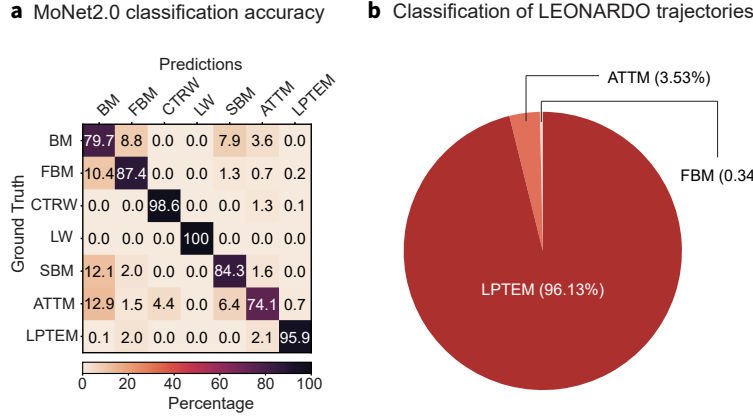 a MoNet2.0 classification accuracy
Predictions
BM FBM CTRW LW SBM ATTM LPTEM
Ground Truth
BM 79.7 8.8 0.0 0.0 7.9 3.6 0.0
FBM 10.4 87.4 0.0 0.0 1.3 0.7 0.2
CTRW 0.0 0.0 98.6 0.0 0.0 1.3 0.1
LW 0.0 0.0 0.0 100 0.0 0.0 0.0
SBM 12.1 2.0 0.0 0.0 84.3 1.6 0.0
ATTM 12.9 1.5 4.4 0.0 6.4 74.1 0.7
LPTEM 0.1 2.0 0.0 0.0 0.0 2.1 95.9
0 20 40 60 80 100
Percentage
b Classification of LEONARDO trajectories
ATTM (3.53%)
FBM (0.34
LPTEM (96.13%)